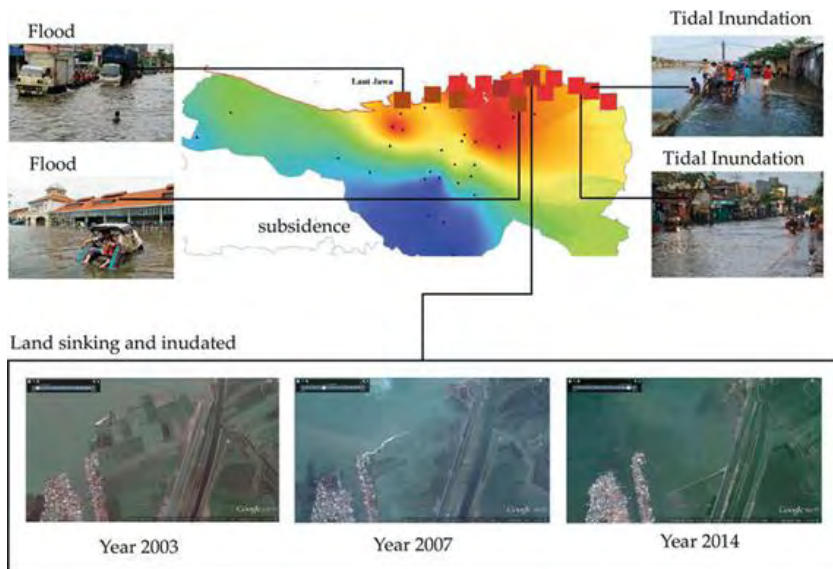 Flood
Tidal Inundation
Laut Jawa
Flood
Tidal Inundation
subsidence
Land sinking and inudated
Google
Google
Google
Year 2003
Year 2007
Year 2014